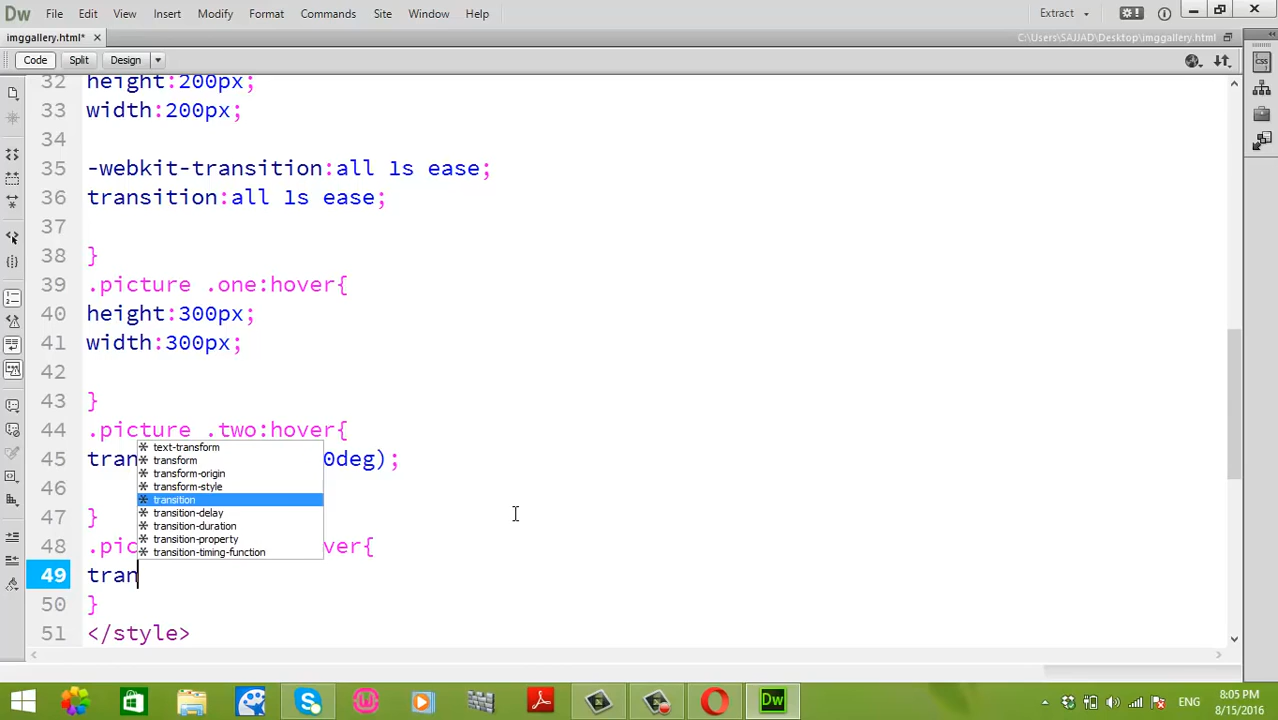 Dw File Edit View Insert Modify Format Commands Site Window Help Extract
imggallery.html* C:\Users\SAJJAD\Desktop\imggallery.html
Code Split Design
32 height:200px;
33 width:200px;
34
35 -webkit-transition:all 1s ease;
36 transition:all 1s ease;
37
38 }
39 .picture .one:hover{
40 height:300px;
41 width:300px;
42
43 }
44 .picture .two:hover{
text-transform
45 tran 0deg);
transform
transform-origin
46
transform-style
transition
47 }
transition-delay
transition-duration
48 .pic ver{
transition-property
transition-timing-function
49 tran
50 }
51 </style>
ENG 8:05 PM
8/15/2016